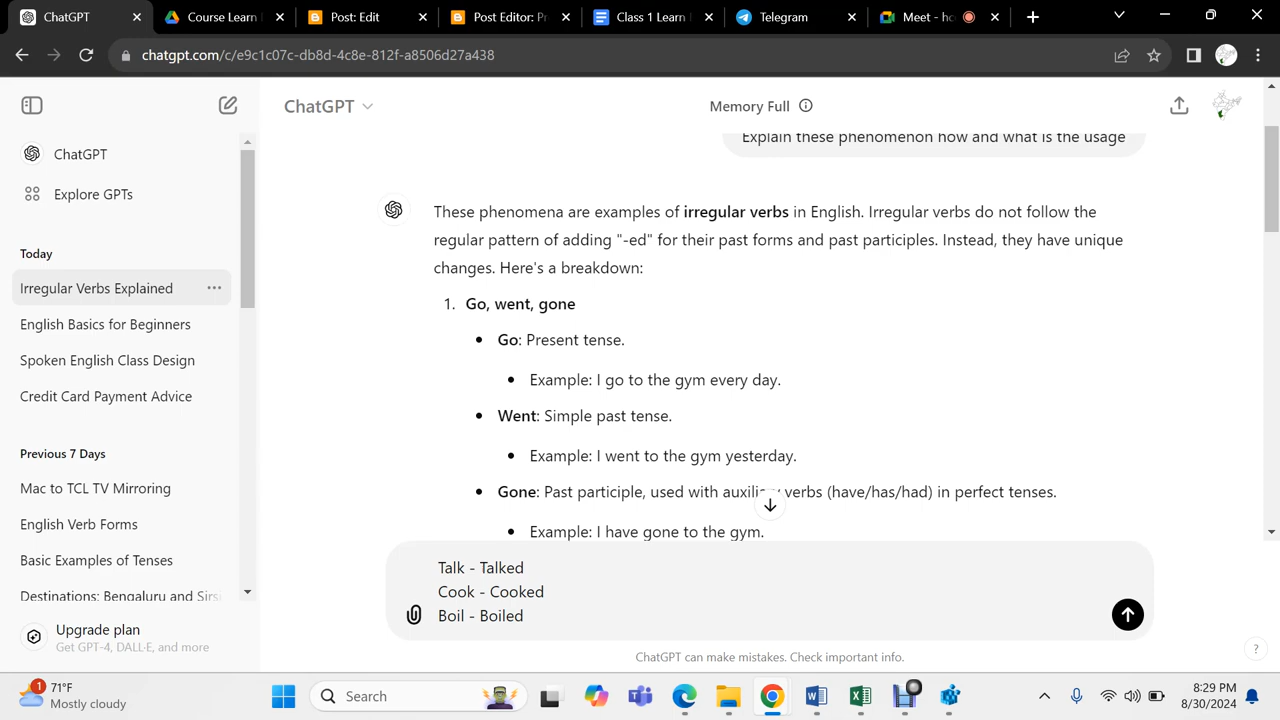 ChatGPT
Course Learn
Post: Edit
Post Editor: P
Class 1 Learn
Telegram
Meet - ho
chatgpt.com/c/e9c1c07c-db8d-4c8e-812f-a8506d27a438
ChatGPT
Memory Full
ChatGPT
Explore GPTs
Today
Irregular Verbs Explained
English Basics for Beginners
Spoken English Class Design
Credit Card Payment Advice
Previous 7 Days
Mac to TCL TV Mirroring
English Verb Forms
Basic Examples of Tenses
Destinations: Bengaluru and Sirs
Upgrade plan
Get GPT-4, DALL·E, and more
Explain these phenomenon how and what is the usage
These phenomena are examples of irregular verbs in English. Irregular verbs do not follow the
regular pattern of adding "-ed" for their past forms and past participles. Instead, they have unique
changes. Here's a breakdown:
1. Go, went, gone
Go: Present tense.
Example: I go to the gym every day.
Went: Simple past tense.
Example: I went to the gym yesterday.
Gone: Past participle, used with auxiliary verbs (have/has/had) in perfect tenses.
Example: I have gone to the gym.
Talk - Talked
Cook - Cooked
Boil - Boiled
ChatGPT can make mistakes. Check important info.
?
1
71°F
Mostly cloudy
Search
8:29 PM
8/30/2024